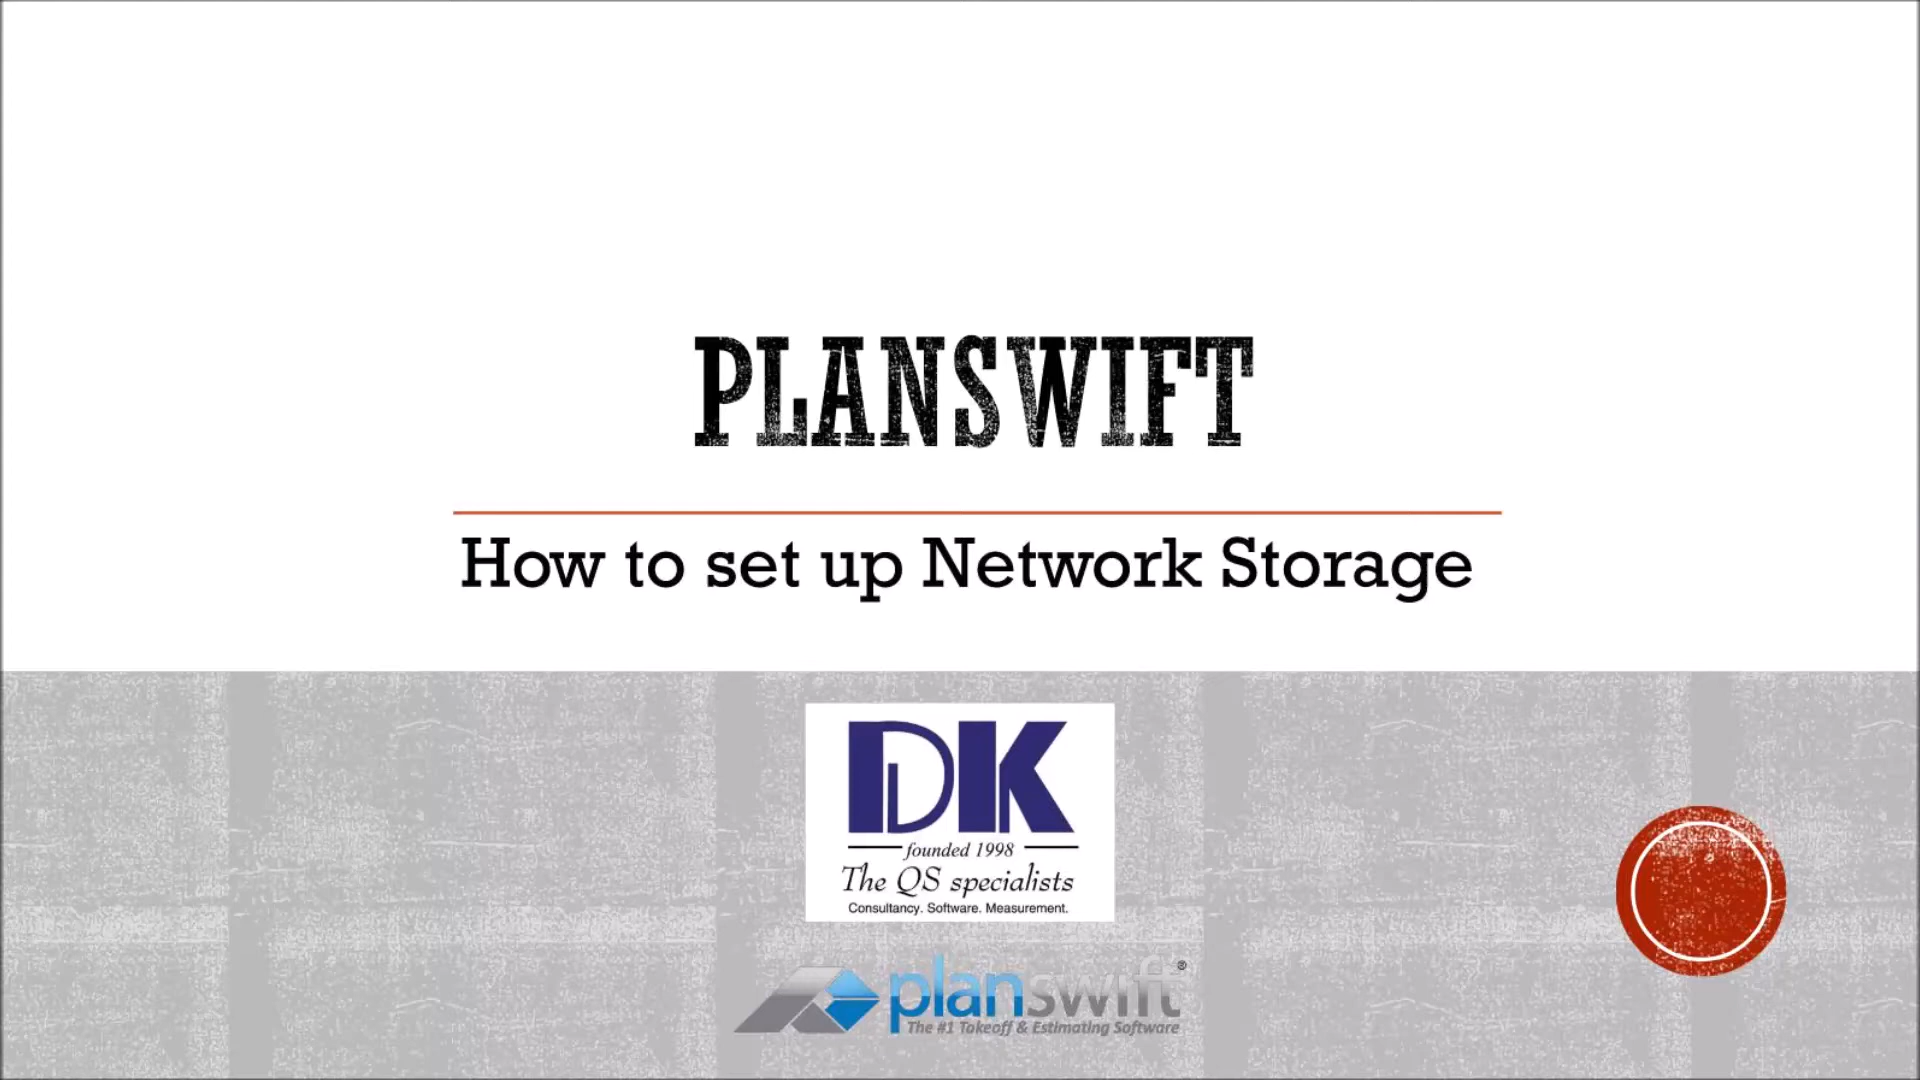 PLANSWIFT
How to set up Network Storage
DK
founded 1998
The QS specialists
Consultancy. Software. Measurement.
planswift®
The #1 Takeoff & Estimating Software